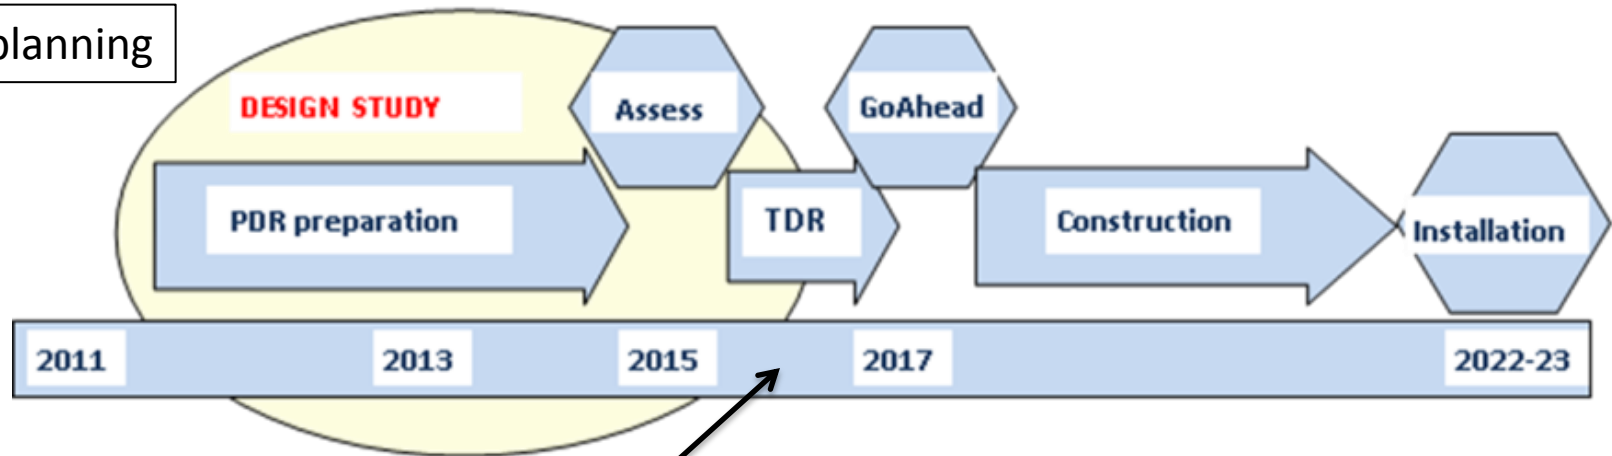 planning
DESIGN STUDY
Assess
GoAhead
PDR preparation
TDR
Construction
Installation
2011
2013
2015
2017
2022-23